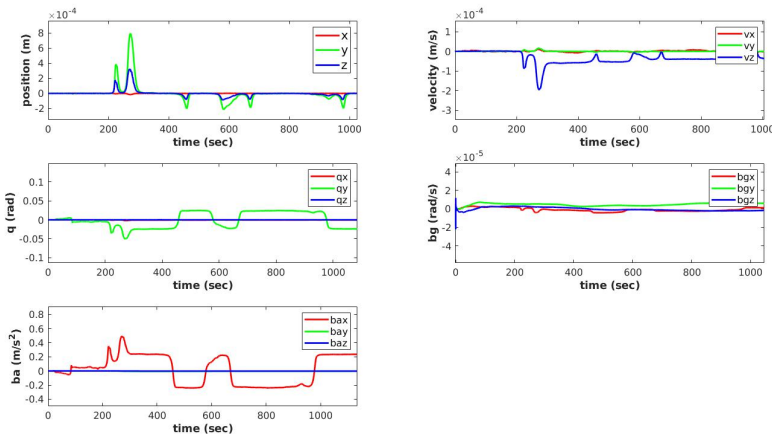 ×10⁻⁴
position (m)
8
6
4
2
0
-2
0 200 400 600 800 1000
time (sec)
x
y
z
×10⁻⁴
velocity (m/s)
1
0
-1
-2
-3
0 200 400 600 800 1000
time (sec)
vx
vy
vz
q (rad)
0.1
0.05
0
-0.05
-0.1
0 200 400 600 800 1000
time (sec)
qx
qy
qz
×10⁻⁵
bg (rad/s)
4
2
0
-2
-4
0 200 400 600 800 1000
time (sec)
bgx
bgy
bgz
ba (m/s²)
0.8
0.6
0.4
0.2
0
-0.2
-0.4
0 200 400 600 800 1000
time (sec)
bax
bay
baz